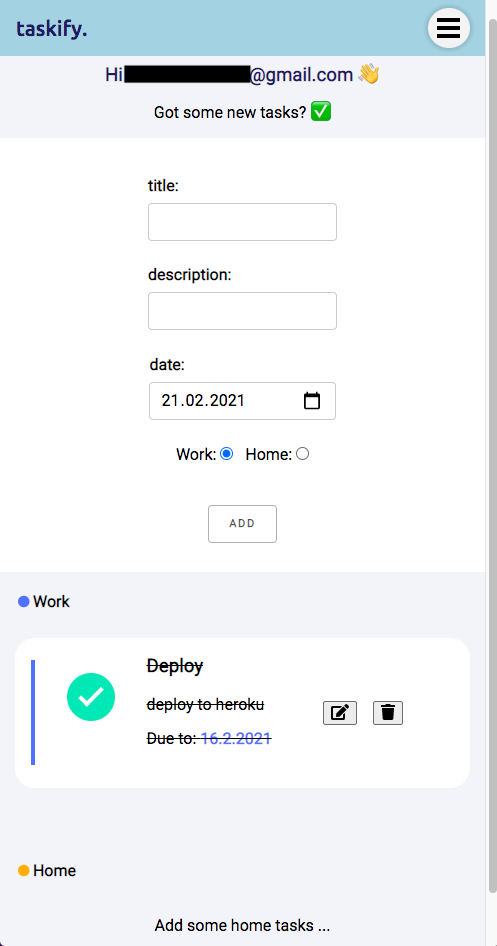 taskify.
Hi @gmail.com 👋
Got some new tasks? ✅
title:
description:
date:
21.02.2021
Work: Home:
ADD
Work
Deploy
deploy to heroku
Due to: 16.2.2021
Home
Add some home tasks ...